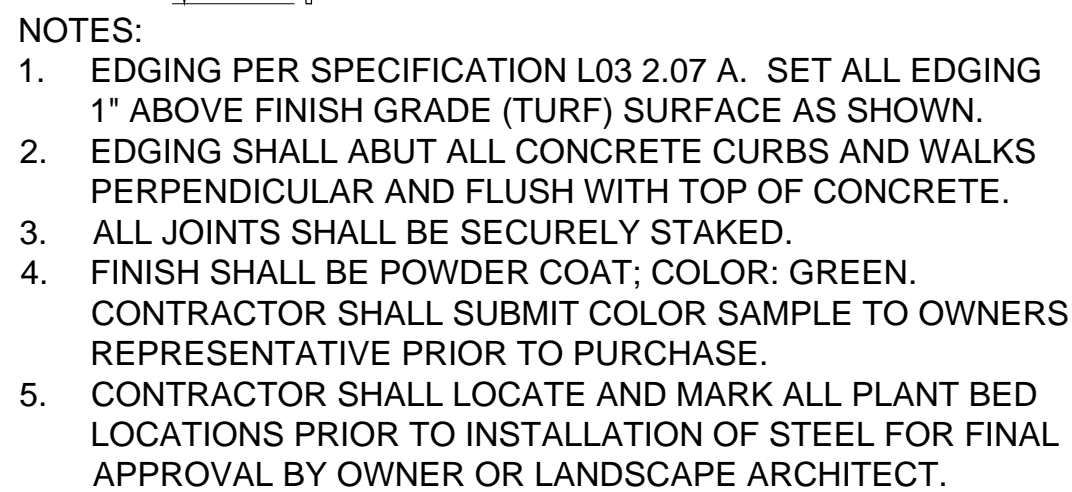 NOTES:
1. EDGING PER SPECIFICATION L03 2.07 A. SET ALL EDGING
1" ABOVE FINISH GRADE (TURF) SURFACE AS SHOWN.
2. EDGING SHALL ABUT ALL CONCRETE CURBS AND WALKS
PERPENDICULAR AND FLUSH WITH TOP OF CONCRETE.
3. ALL JOINTS SHALL BE SECURELY STAKED.
4. FINISH SHALL BE POWDER COAT; COLOR: GREEN.
CONTRACTOR SHALL SUBMIT COLOR SAMPLE TO OWNERS
REPRESENTATIVE PRIOR TO PURCHASE.
5. CONTRACTOR SHALL LOCATE AND MARK ALL PLANT BED
LOCATIONS PRIOR TO INSTALLATION OF STEEL FOR FINAL
APPROVAL BY OWNER OR LANDSCAPE ARCHITECT.